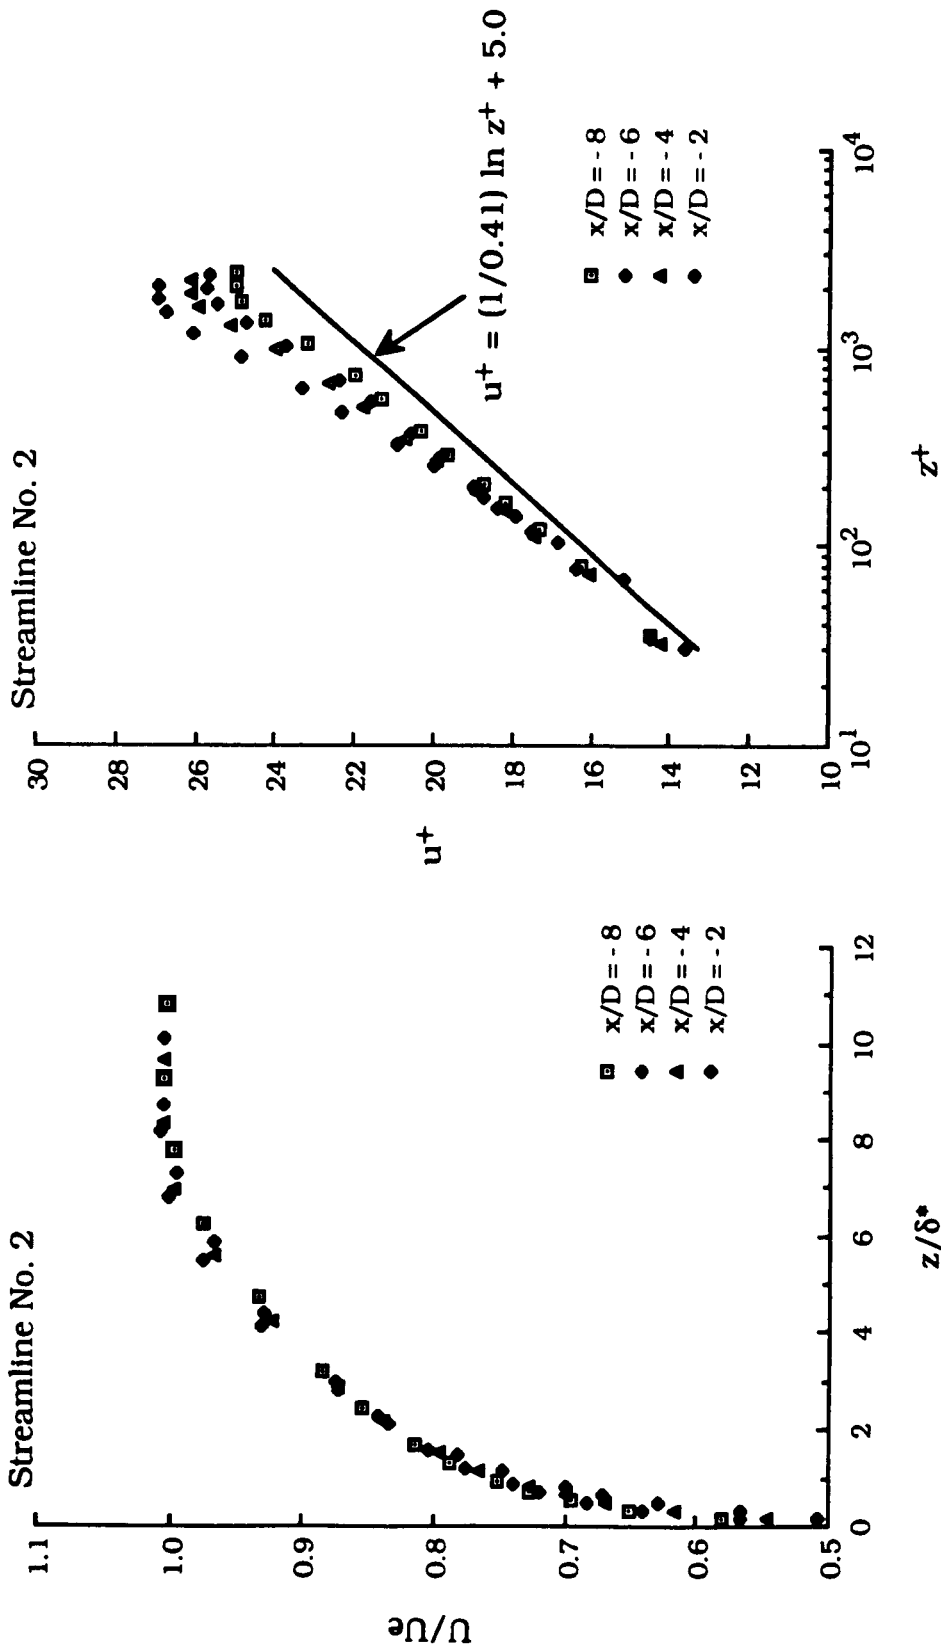 Streamline No. 2
1.1
1.0
0.9
0.8
0.7
0.6
0.5
U/Ue
0
2
4
6
8
10
12
z/δ*
x/D= - 8
x/D= - 6
x/D= - 4
x/D= - 2
Streamline No. 2
30
28
26
24
22
20
18
16
14
12
10
u+
10¹
10²
10³
10⁴
z+
u+ = (1/0.41) ln z+ + 5.0
x/D= - 8
x/D= - 6
x/D= - 4
x/D= - 2